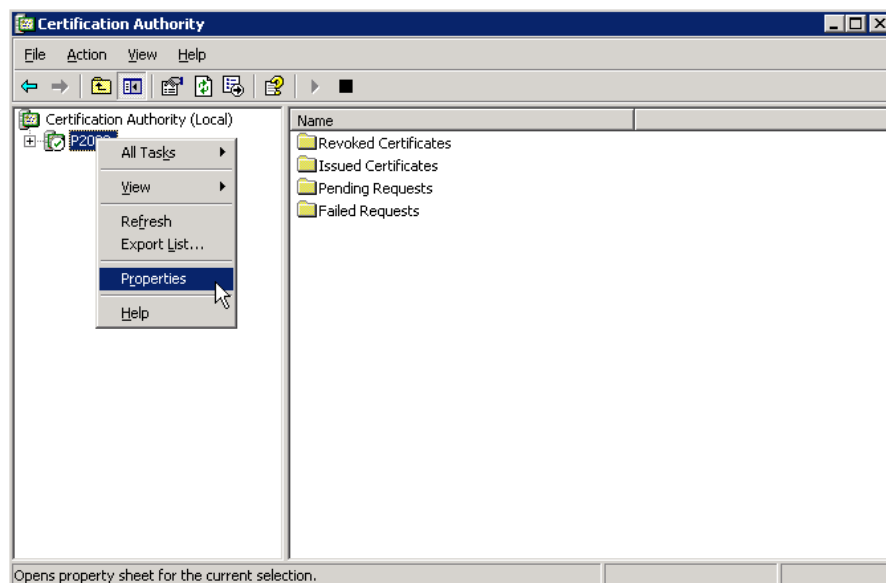 Certification Authority
File Action View Help
Certification Authority (Local)
All Tasks
View
Refresh
Export List...
Properties
Help
Name
Revoked Certificates
Issued Certificates
Pending Requests
Failed Requests
Opens property sheet for the current selection.